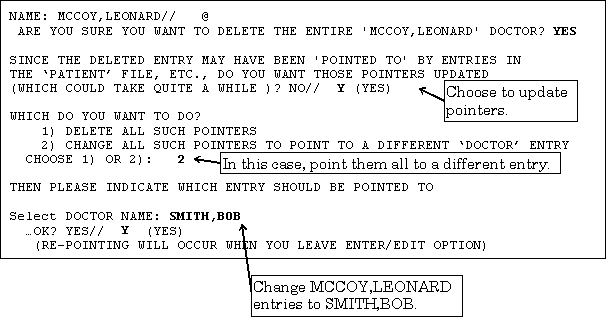 NAME: MCCOY,LEONARD// @
ARE YOU SURE YOU WANT TO DELETE THE ENTIRE 'MCCOY,LEONARD' DOCTOR? YES
SINCE THE DELETED ENTRY MAY HAVE BEEN 'POINTED TO' BY ENTRIES IN
THE ‘PATIENT’ FILE, ETC., DO YOU WANT THOSE POINTERS UPDATED
(WHICH COULD TAKE QUITE A WHILE )? NO// Y (YES)
Choose to update
pointers.
WHICH DO YOU WANT TO DO?
1) DELETE ALL SUCH POINTERS
2) CHANGE ALL SUCH POINTERS TO POINT TO A DIFFERENT ‘DOCTOR’ ENTRY
CHOOSE 1) OR 2): 2
In this case, point them all to a different entry.
THEN PLEASE INDICATE WHICH ENTRY SHOULD BE POINTED TO
Select DOCTOR NAME: SMITH,BOB
…OK? YES// Y (YES)
(RE-POINTING WILL OCCUR WHEN YOU LEAVE ENTER/EDIT OPTION)
Change MCCOY,LEONARD
entries to SMITH,BOB.